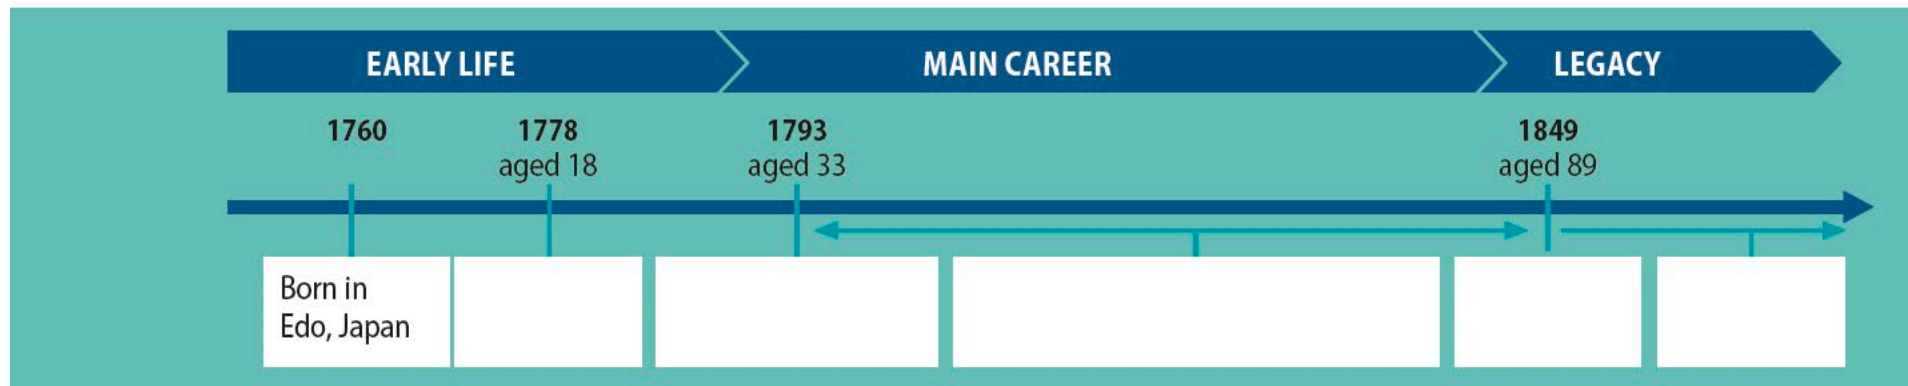 EARLY LIFE
MAIN CAREER
LEGACY
1760
1778
aged 18
1793
aged 33
1849
aged 89
Born in
Edo, Japan